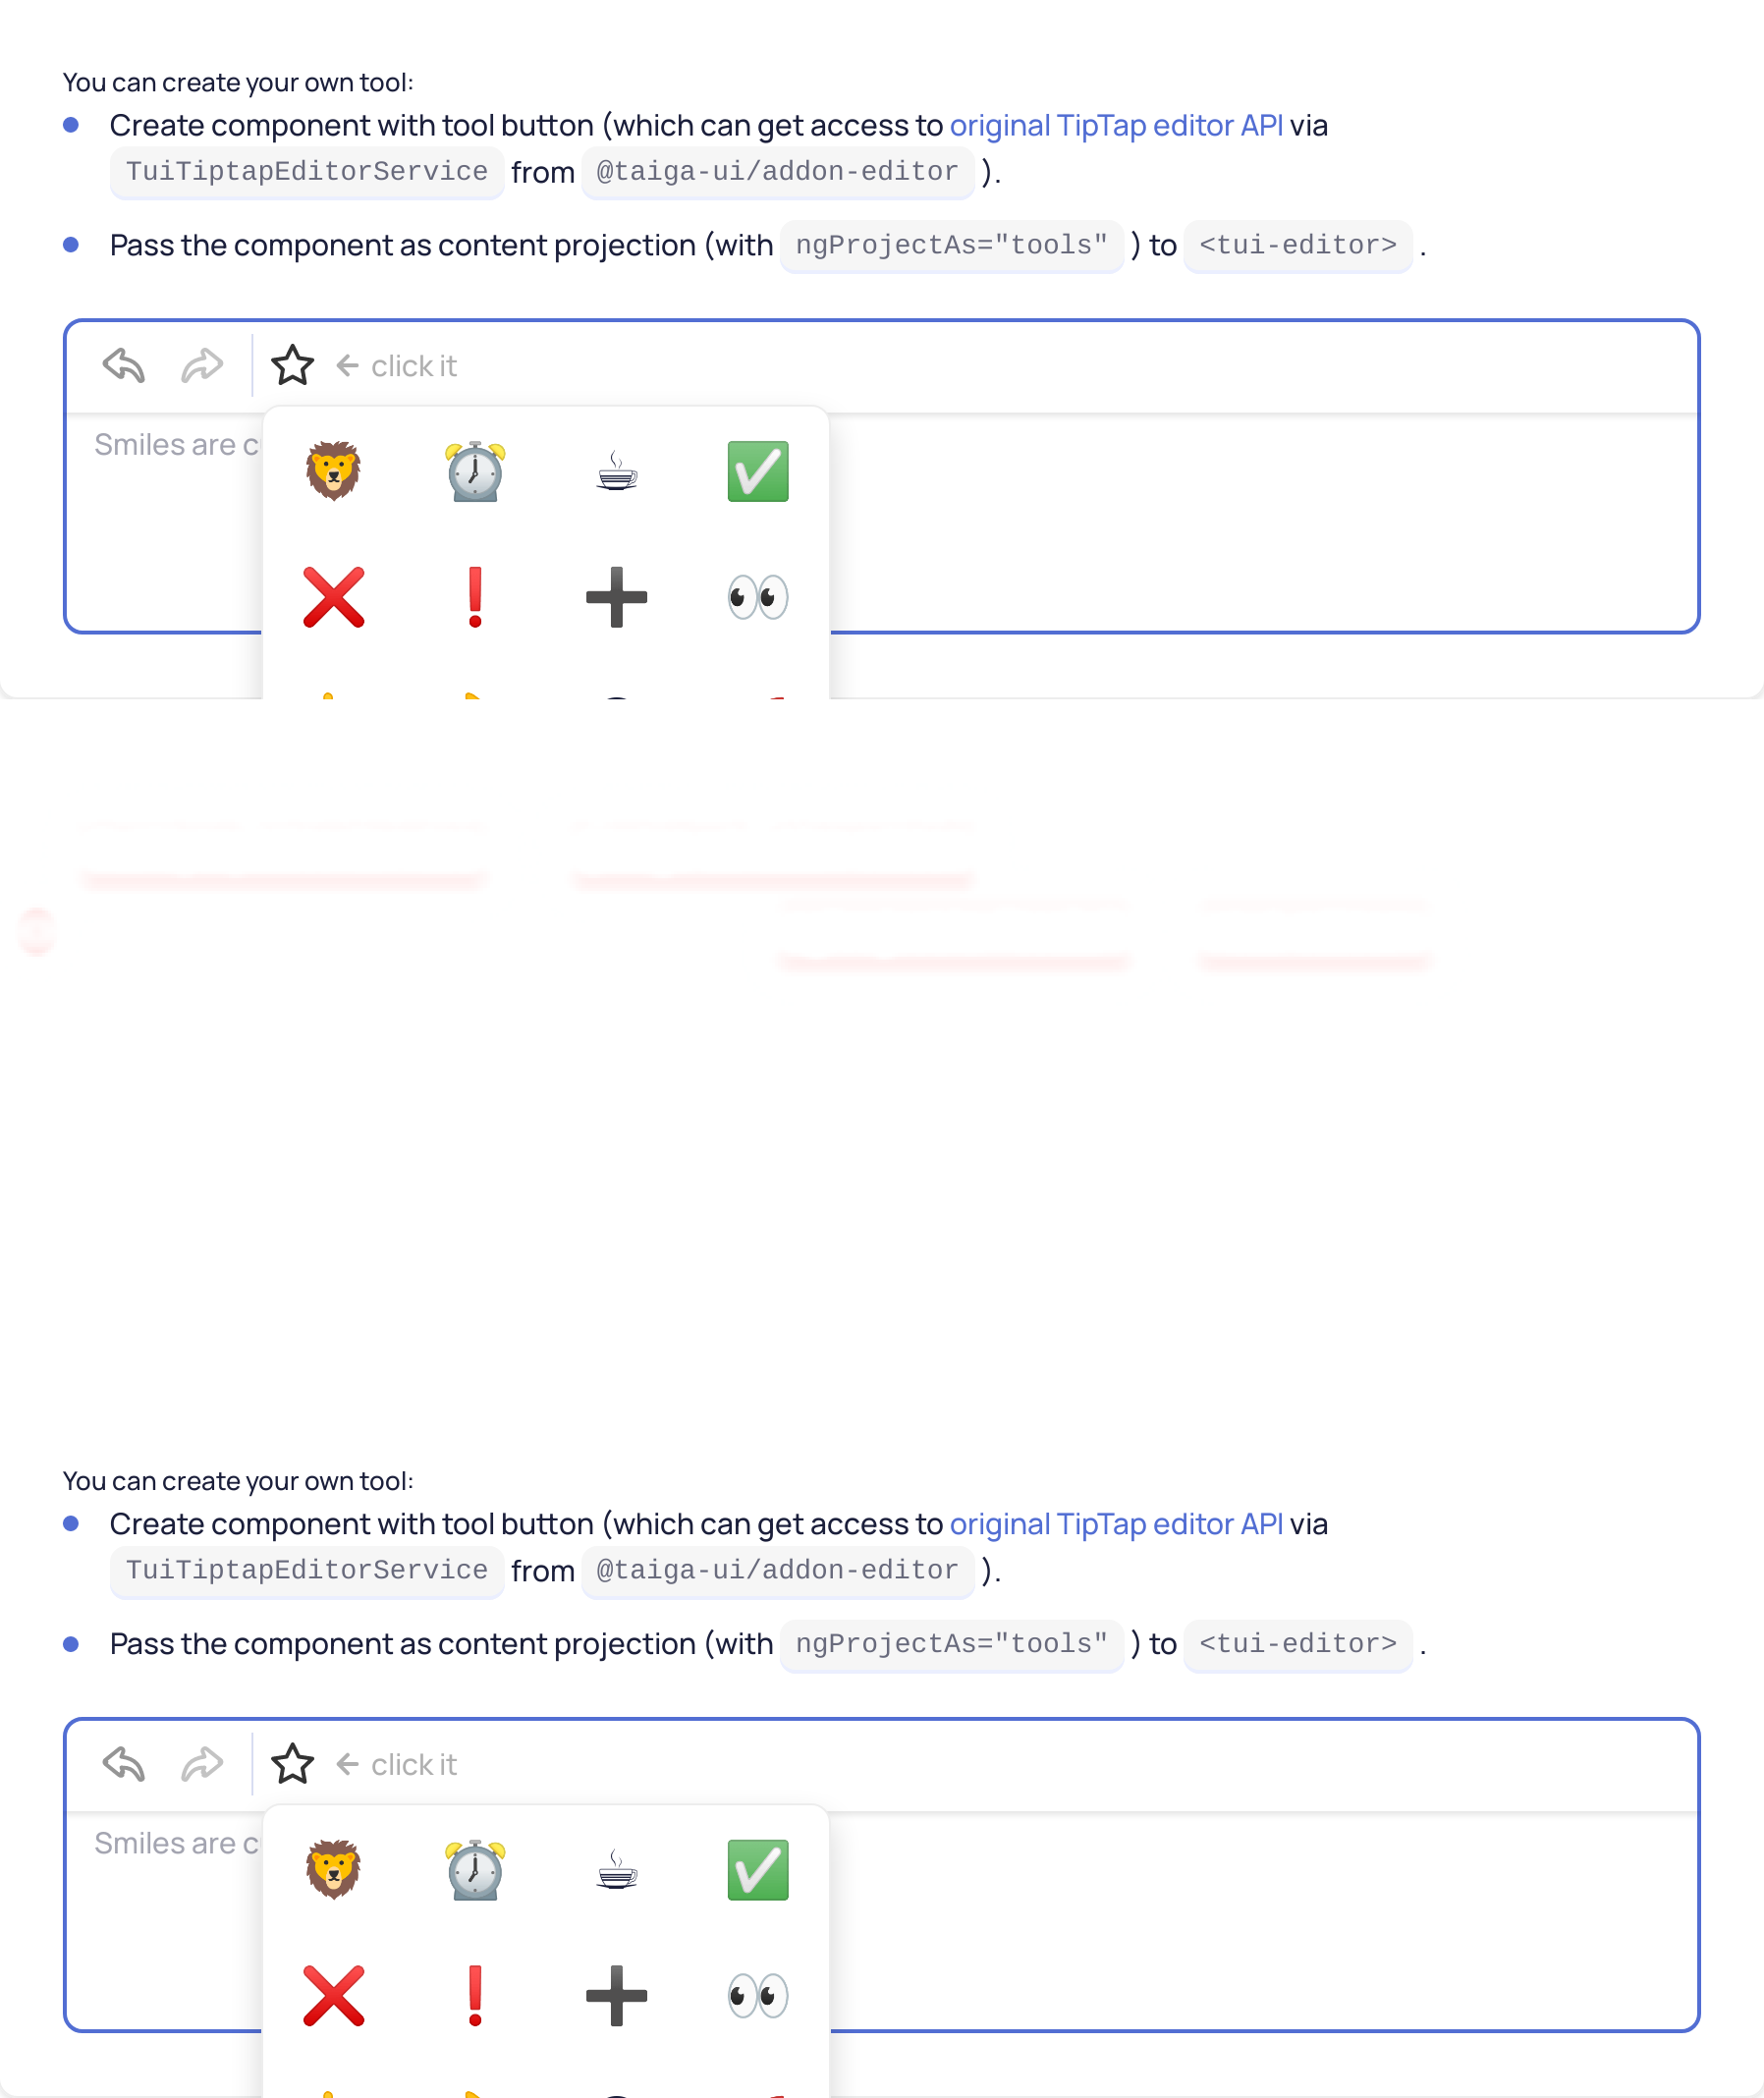 You can create your own tool:
Create component with tool button (which can get access to original TipTap editor API via
TuiTiptapEditorService from @taiga-ui/addon-editor ).
Pass the component as content projection (with ngProjectAs="tools" ) to <tui-editor> .
click it
Smiles are c
You can create your own tool:
Create component with tool button (which can get access to original TipTap editor API via
TuiTiptapEditorService from @taiga-ui/addon-editor ).
Pass the component as content projection (with ngProjectAs="tools" ) to <tui-editor> .
click it
Smiles are c